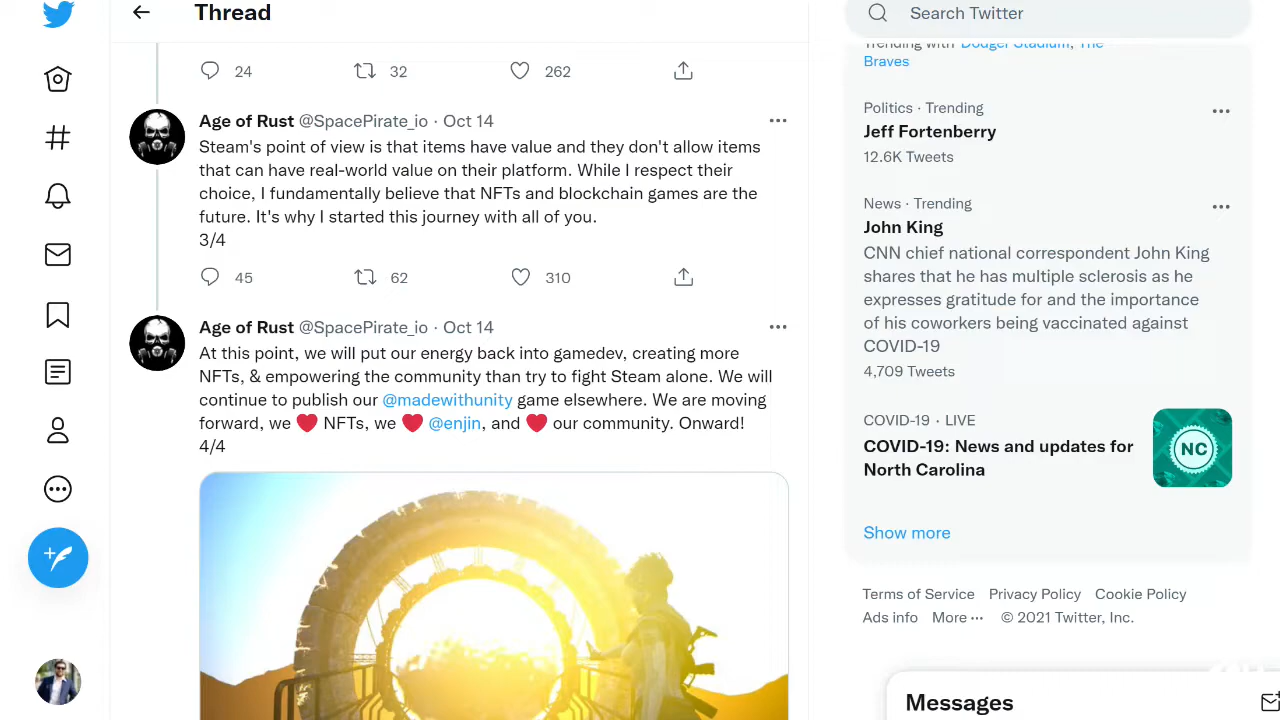 Thread
Search Twitter
Trending with Dodger Stadium, The
Braves
24 32 262
Age of Rust @SpacePirate_io · Oct 14
Steam's point of view is that items have value and they don't allow items
that can have real-world value on their platform. While I respect their
choice, I fundamentally believe that NFTs and blockchain games are the
future. It's why I started this journey with all of you.
3/4
45 62 310
Age of Rust @SpacePirate_io · Oct 14
At this point, we will put our energy back into gamedev, creating more
NFTs, & empowering the community than try to fight Steam alone. We will
continue to publish our @madewithunity game elsewhere. We are moving
forward, we ❤️ NFTs, we ❤️ @enjin, and ❤️ our community. Onward!
4/4
Politics · Trending
Jeff Fortenberry
12.6K Tweets
News · Trending
John King
CNN chief national correspondent John King
shares that he has multiple sclerosis as he
expresses gratitude for and the importance
of his coworkers being vaccinated against
COVID-19
4,709 Tweets
COVID-19 · LIVE
COVID-19: News and updates for
North Carolina
NC
Show more
Terms of Service Privacy Policy Cookie Policy
Ads info More ··· © 2021 Twitter, Inc.
Messages